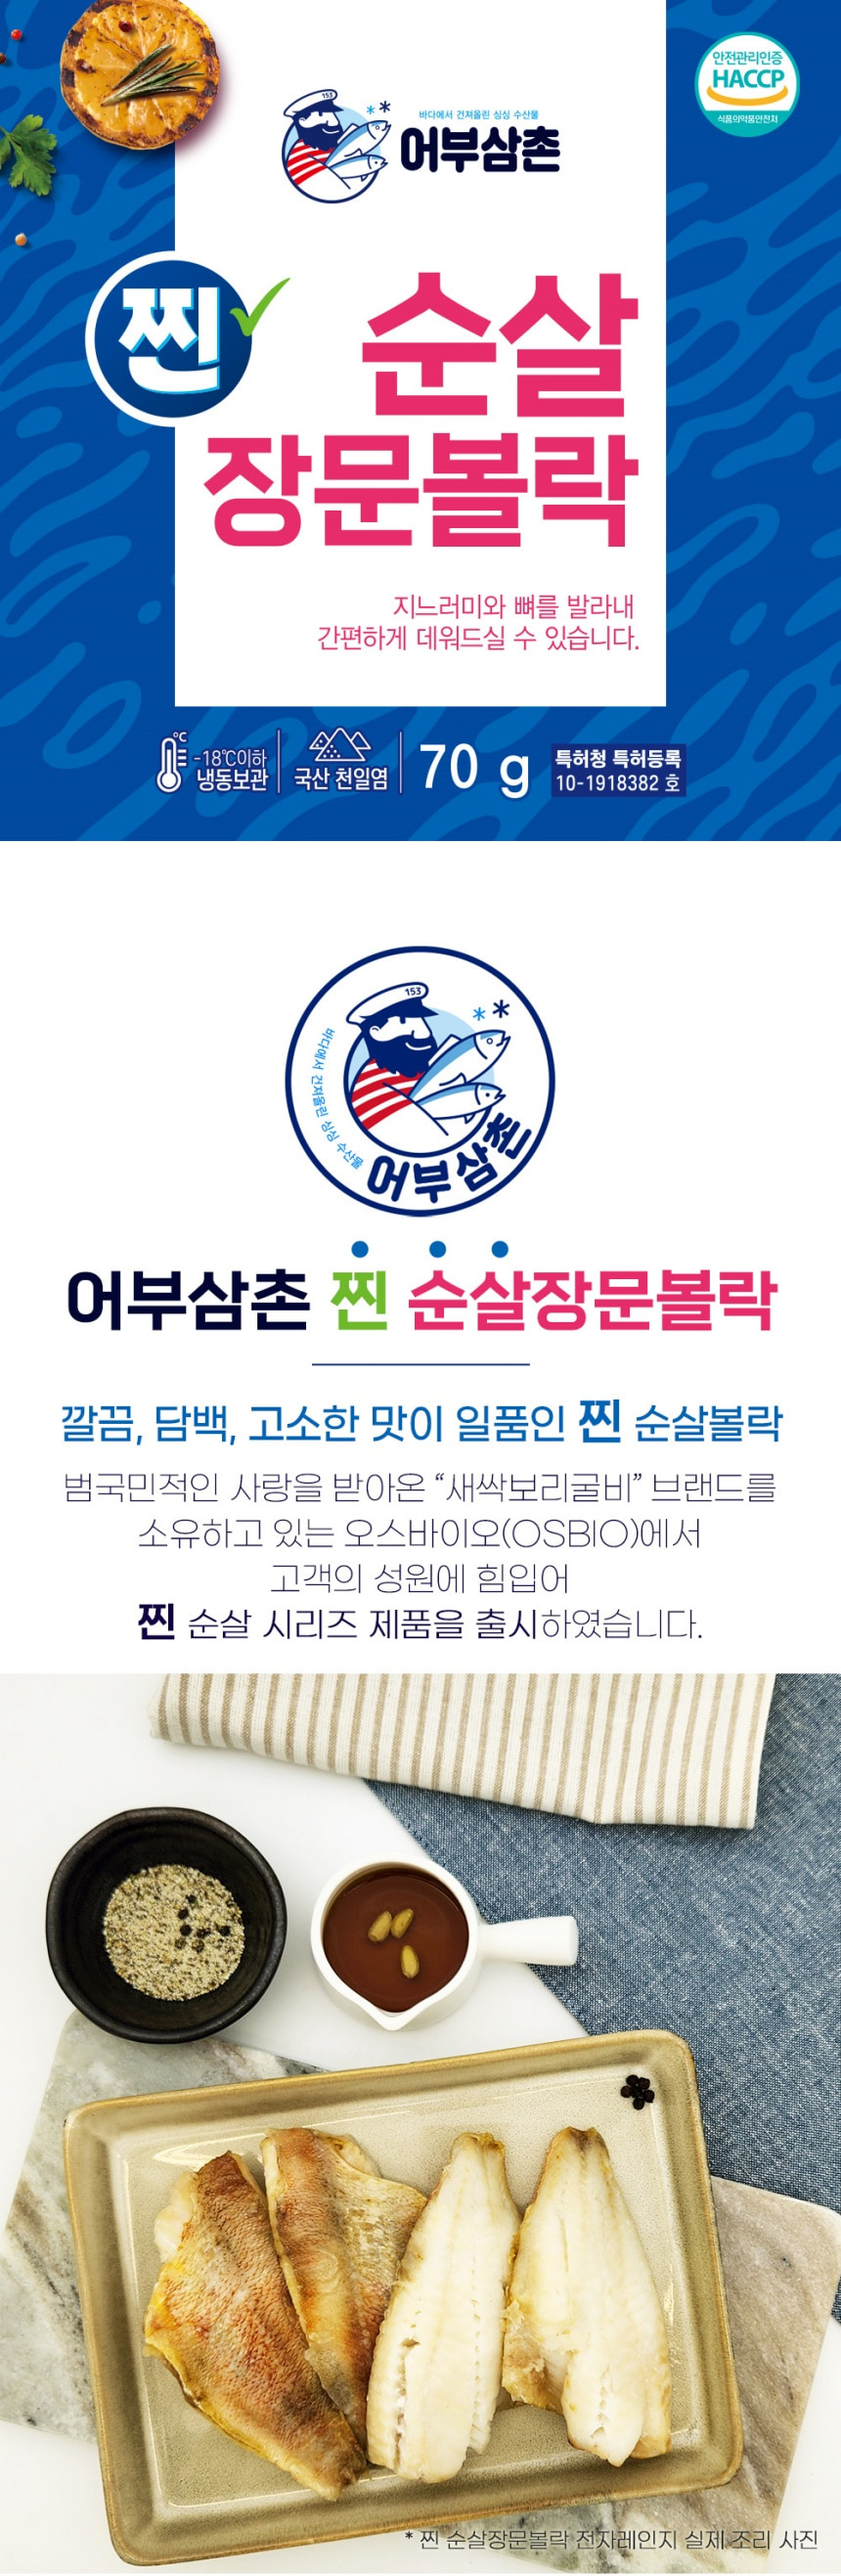 안전관리인증
HACCP
식품의약품안전처
153
바다에서 건져올린 싱싱 수산물
어부삼촌
찐
순살
장문볼락
지느러미와 뼈를 발라내
간편하게 데워드실 수 있습니다.
℃
-18℃이하
냉동보관
국산 천일염
70 g
특허청 특허등록
10-1918382 호
153
바다에서 건져올린 싱싱 수산물
어부삼촌
어부삼촌 찐 순살장문볼락
깔끔, 담백, 고소한 맛이 일품인 찐 순살볼락
범국민적인 사랑을 받아온 “새싹보리굴비” 브랜드를
소유하고 있는 오스바이오(OSBIO)에서
고객의 성원에 힘입어
찐 순살 시리즈 제품을 출시하였습니다.
* 찐 순살장문볼락 전자레인지 실제 조리 사진